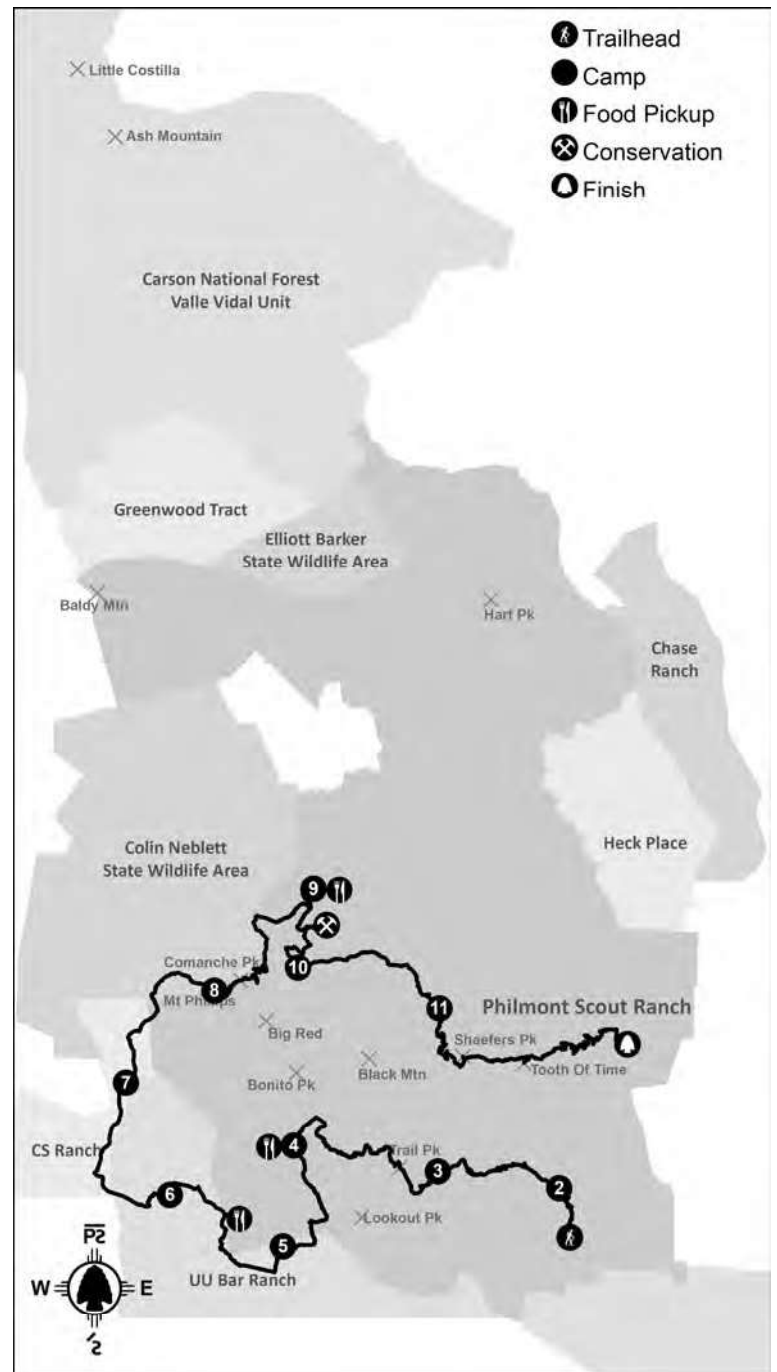 Trailhead
Camp
Food Pickup
Conservation
Finish
Little Costilla
Ash Mountain
Carson National Forest
Valle Vidal Unit
Greenwood Tract
Elliott Barker
State Wildlife Area
Baldy Mtn
Hart Pk
Chase
Ranch
Heck Place
Colin Neblett
State Wildlife Area
9
Comanche Pk
10
8
Mt Phillips
11
Philmont Scout Ranch
Big Red
Shaefers Pk
Black Mtn
Tooth Of Time
Bonito Pk
7
4
CS Ranch
Trail Pk
3
2
6
Lookout Pk
5
UU Bar Ranch
W
E